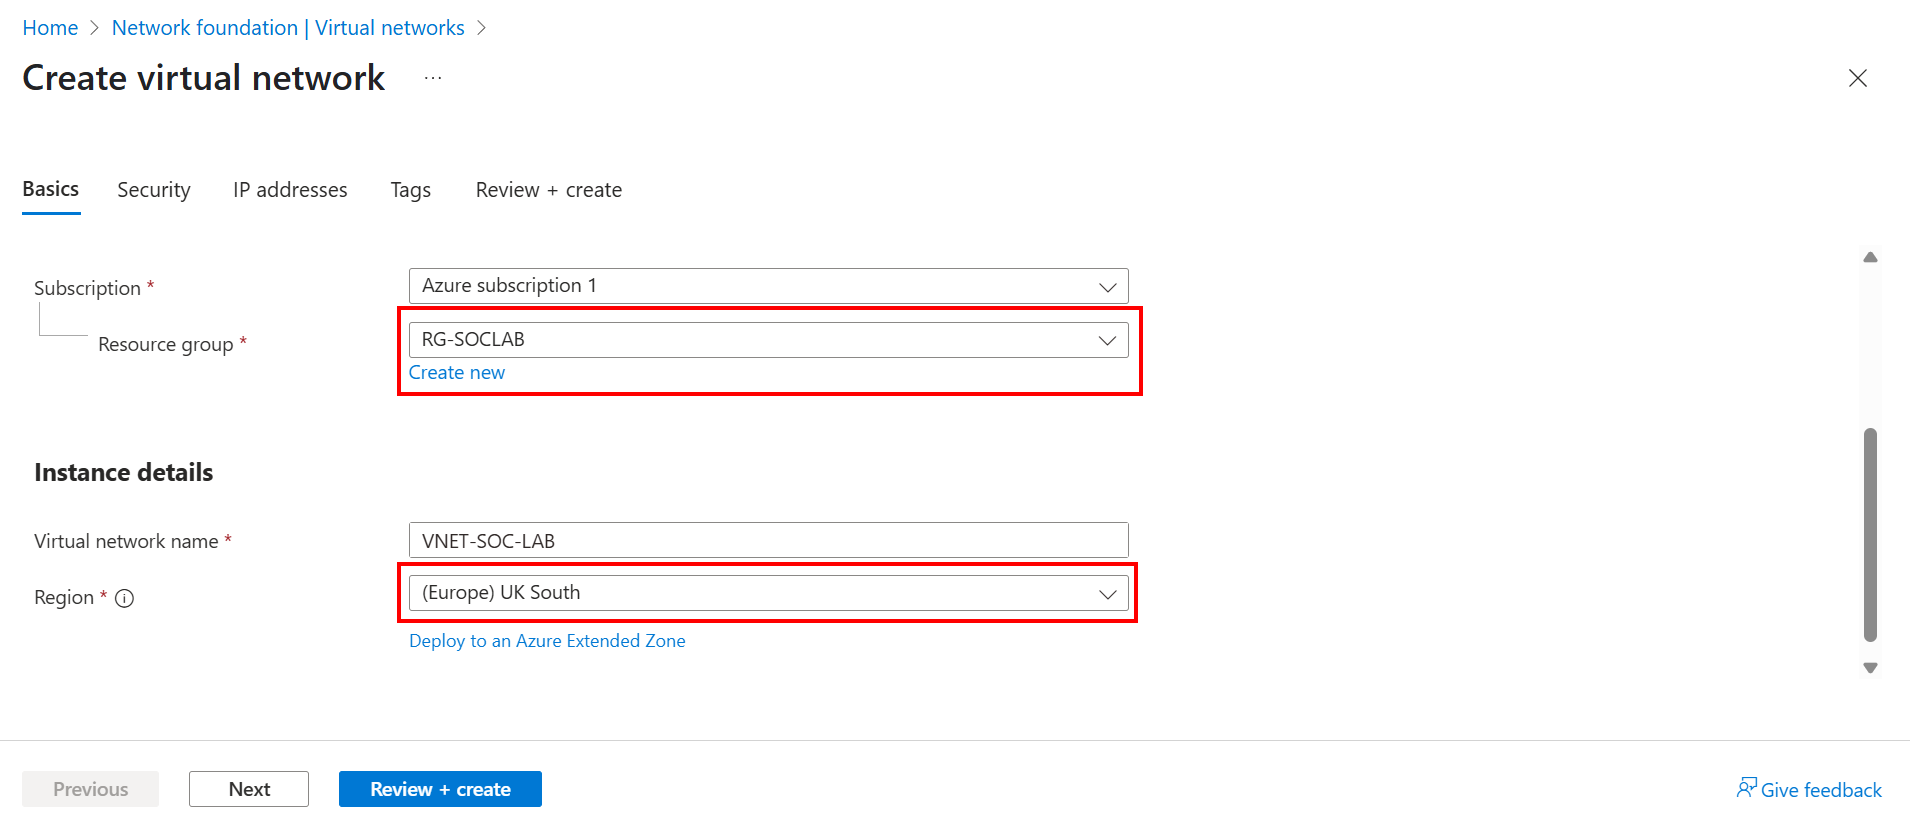 Home > Network foundation | Virtual networks >
Create virtual network ...
Basics Security IP addresses Tags Review + create
Subscription * Azure subscription 1
Resource group * RG-SOCLAB
Create new
Instance details
Virtual network name * VNET-SOC-LAB
Region * (Europe) UK South
Deploy to an Azure Extended Zone
Previous Next Review + create Give feedback